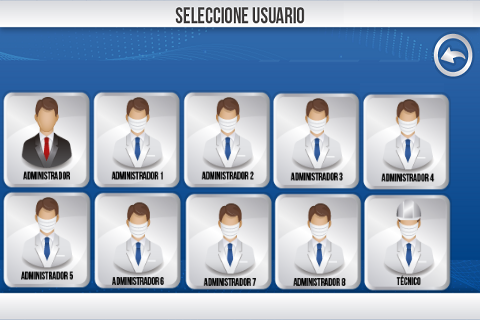 SELECCIONE USUARIO
ADMINISTRADOR
ADMINISTRADOR 1
ADMINISTRADOR 2
ADMINISTRADOR 3
ADMINISTRADOR 4
ADMINISTRADOR 5
ADMINISTRADOR 6
ADMINISTRADOR 7
ADMINISTRADOR 8
TÉCNICO